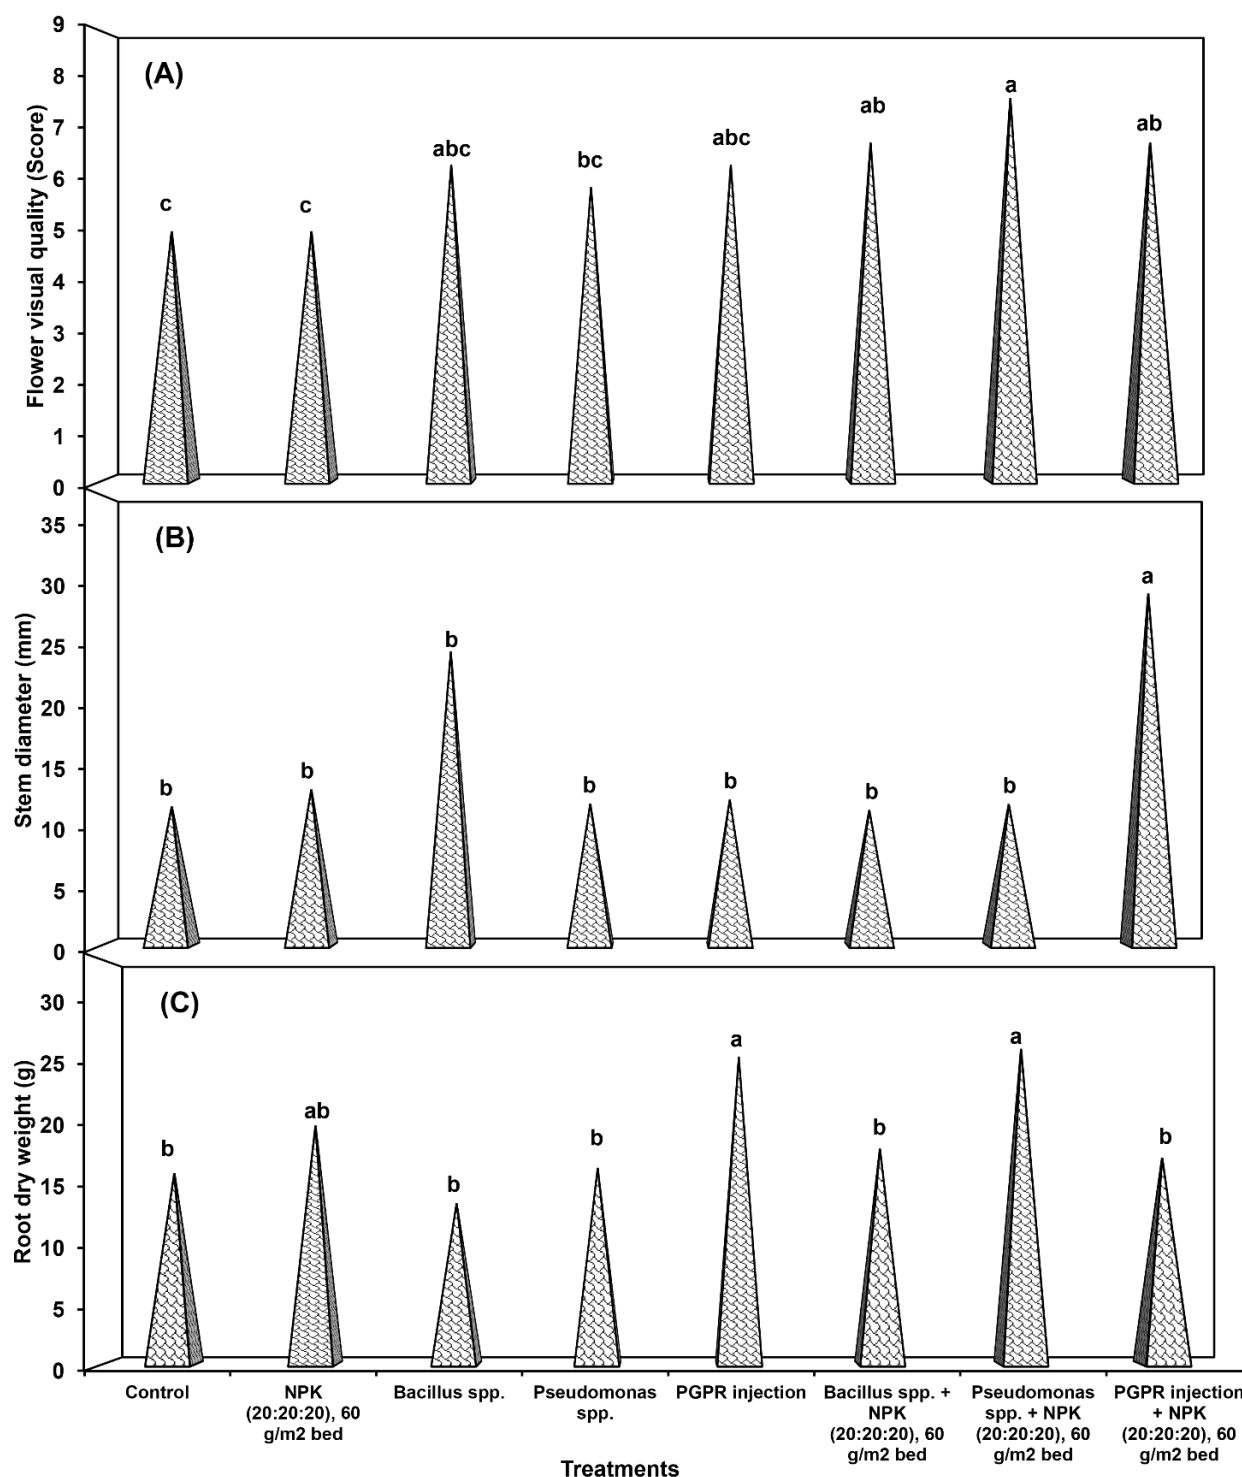 (A)
Flower visual quality (Score)
9
8
7
6
5
4
3
2
1
0
c
c
abc
bc
abc
ab
a
ab
(B)
Stem diameter (mm)
35
30
25
20
15
10
5
0
b
b
b
b
b
b
b
a
(C)
Root dry weight (g)
30
25
20
15
10
5
0
b
ab
b
b
a
b
a
b
Control
NPK
(20:20:20), 60
g/m2 bed
Bacillus spp.
Pseudomonas
spp.
PGPR injection
Bacillus spp. +
NPK
(20:20:20), 60
g/m2 bed
Pseudomonas
spp. + NPK
(20:20:20), 60
g/m2 bed
PGPR injection
+ NPK
(20:20:20), 60
g/m2 bed
Treatments